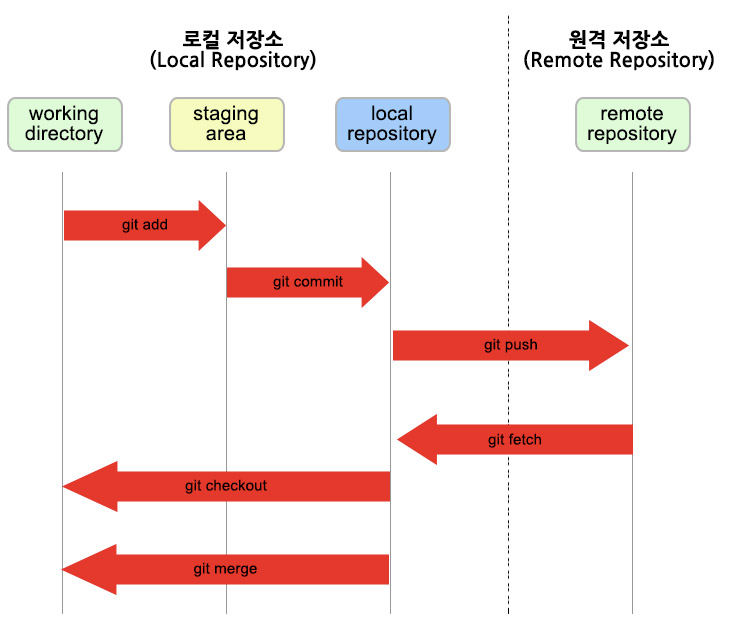 로컬 저장소
(Local Repository)
원격 저장소
(Remote Repository)
working
directory
staging
area
local
repository
remote
repository
git add
git commit
git push
git fetch
git checkout
git merge